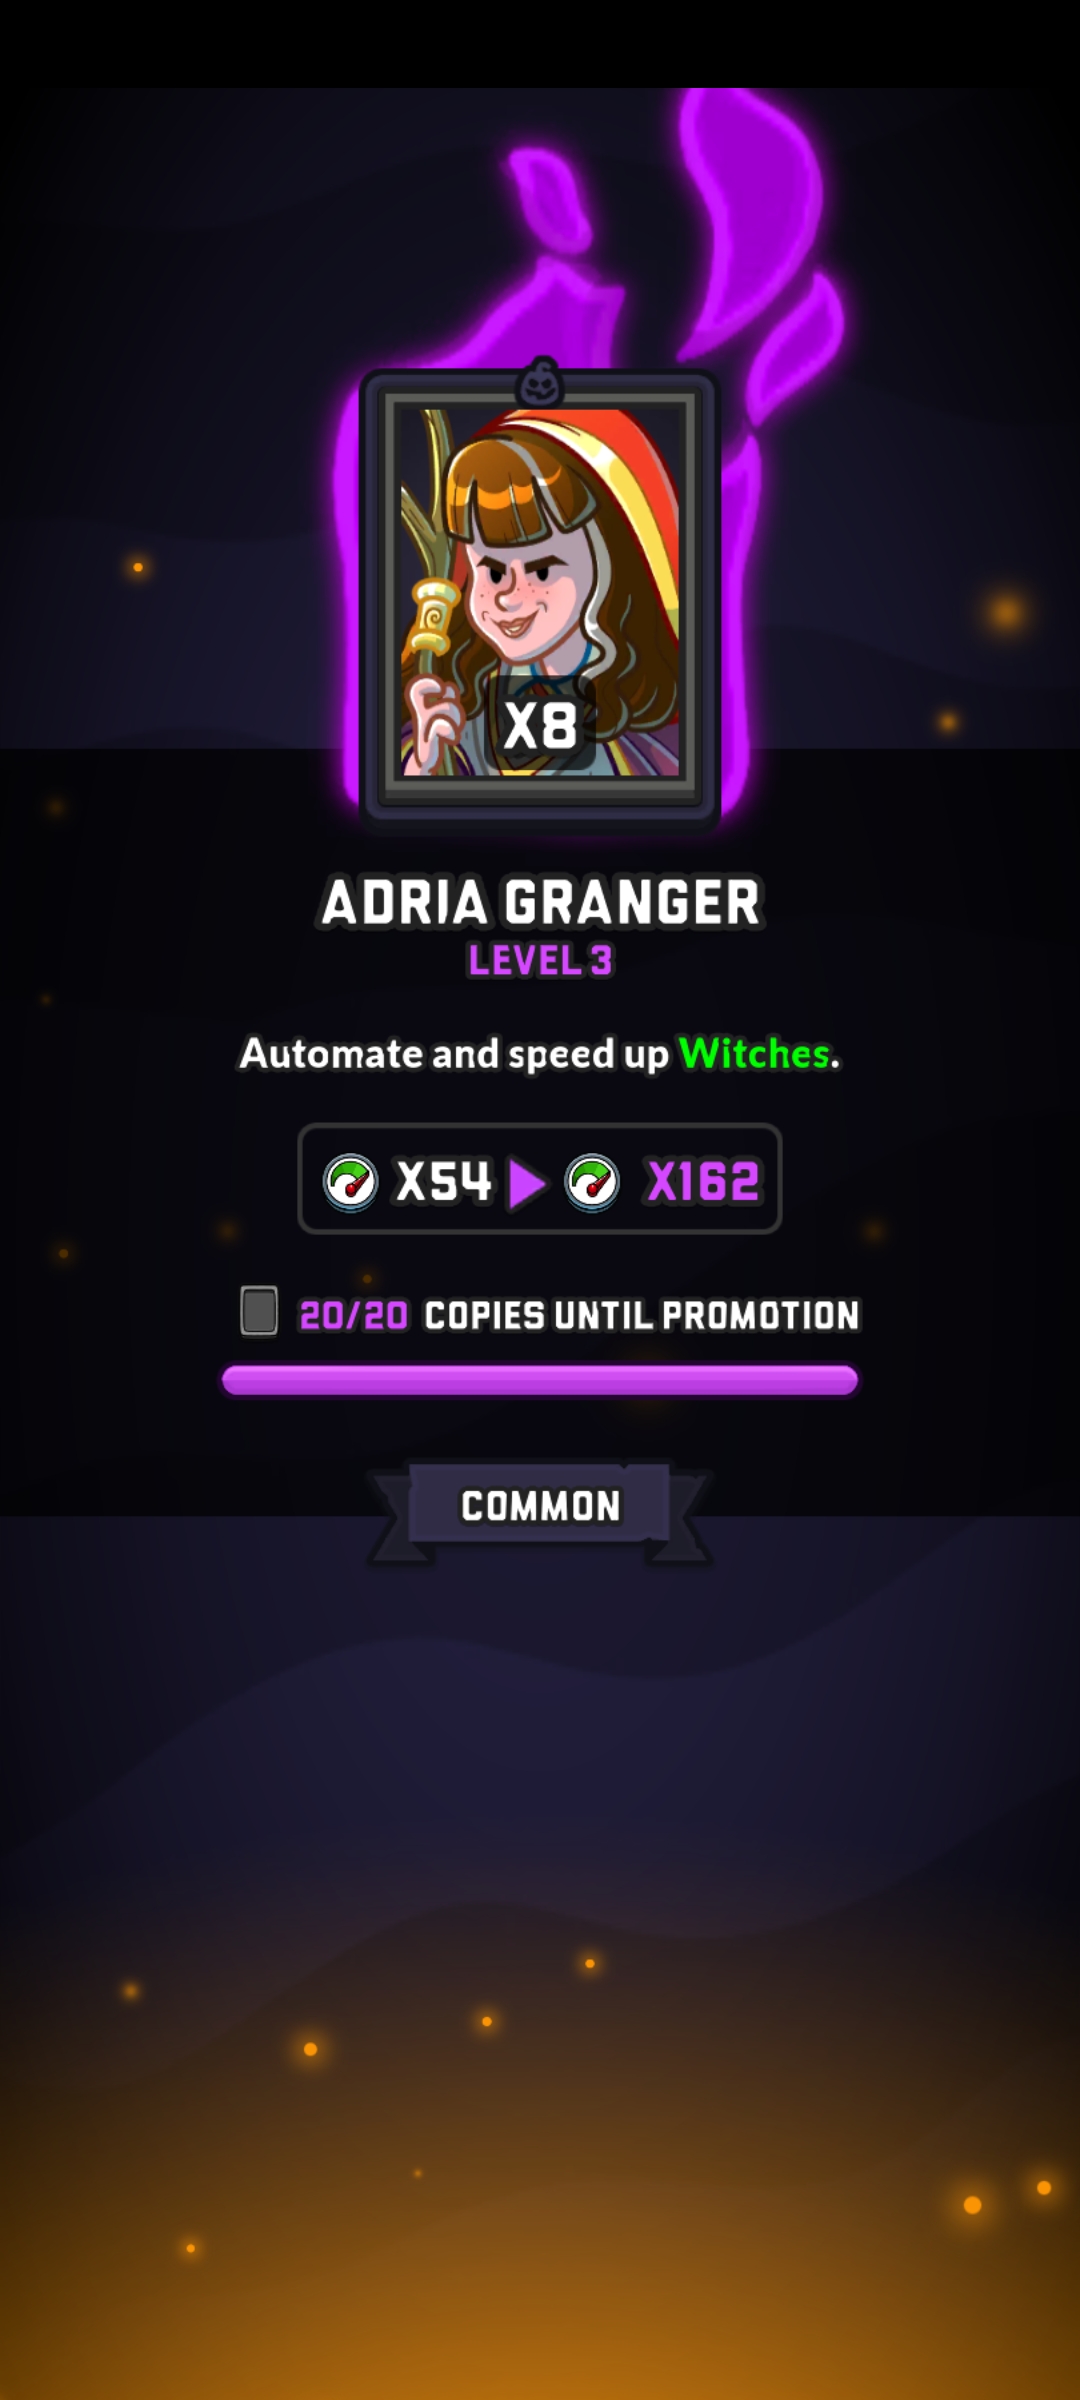 X8
ADRIA GRANGER
LEVEL 3
Automate and speed up Witches.
X54 X162
20/20 COPIES UNTIL PROMOTION
COMMON